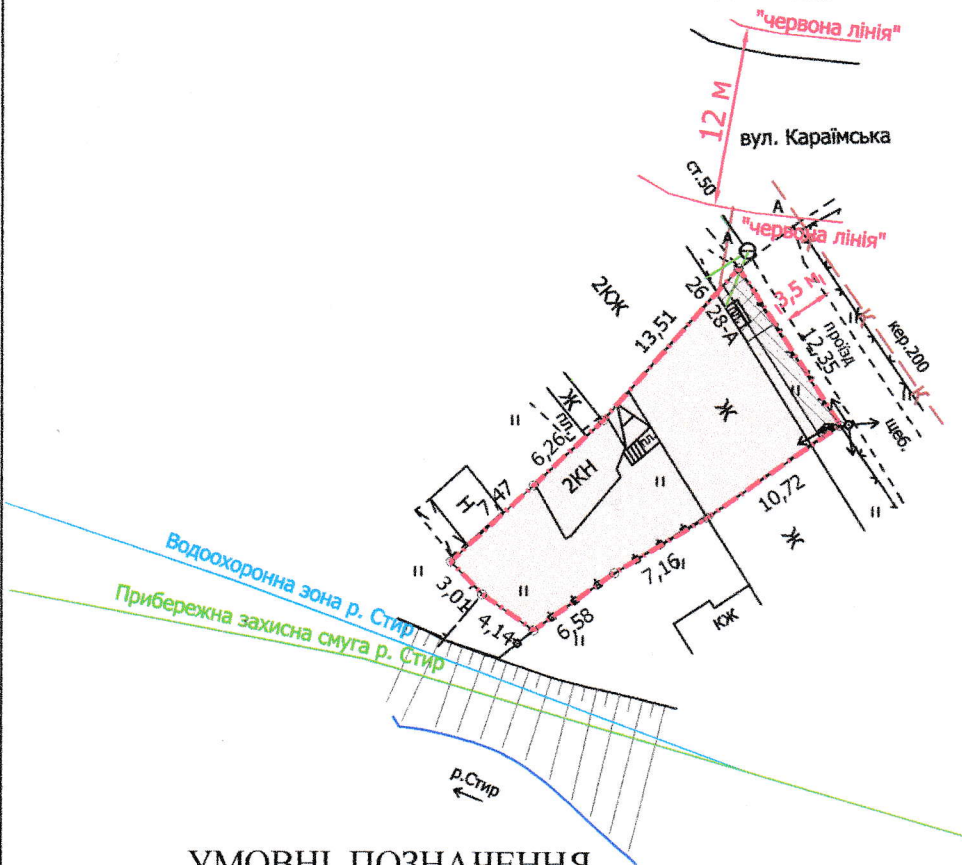 "червона лінія"
12 м
вул. Караїмська
ст.50
А
"червона лінія"
А
2КЖ
26
28-А
3,5 м
проїзд
12,35
кер.200
К
К
13,51
Ж
пл.
пл.
Ж
щеб.
6,26
2КН
Н
7,47
10,72
Ж
7,16
3,01
4,14
6,58
КЖ
Водоохоронна зона р. Стир
Прибережна захисна смуга р. Стир
р.Стир
УМОВНІ ПОЗНАЧЕННЯ